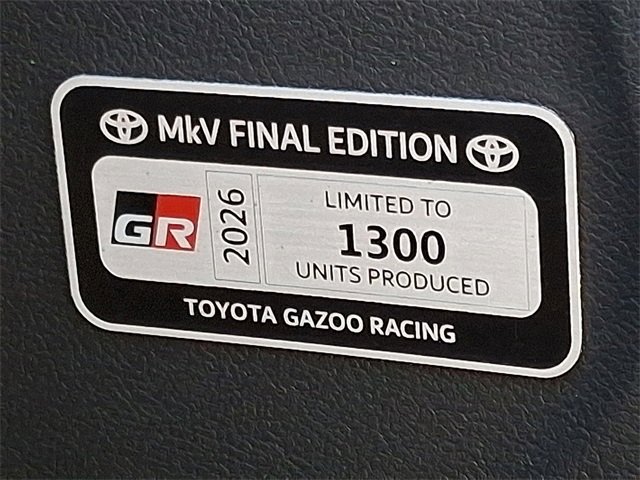 MkV FINAL EDITION
GR
2026
LIMITED TO
1300
UNITS PRODUCED
TOYOTA GAZOO RACING